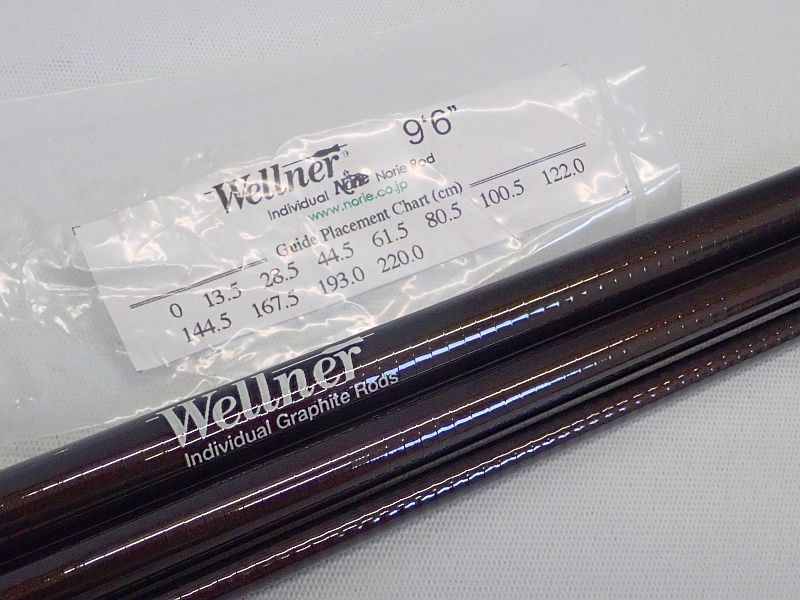 9'6"
Wellner®
Individual Norie Norie Rod
www.norie.co.jp
Guide Placement Chart (cm)
0 13.5 28.5 44.5 61.5 80.5 100.5 122.0
144.5 167.5 193.0 220.0
Wellner
Individual Graphite Rods